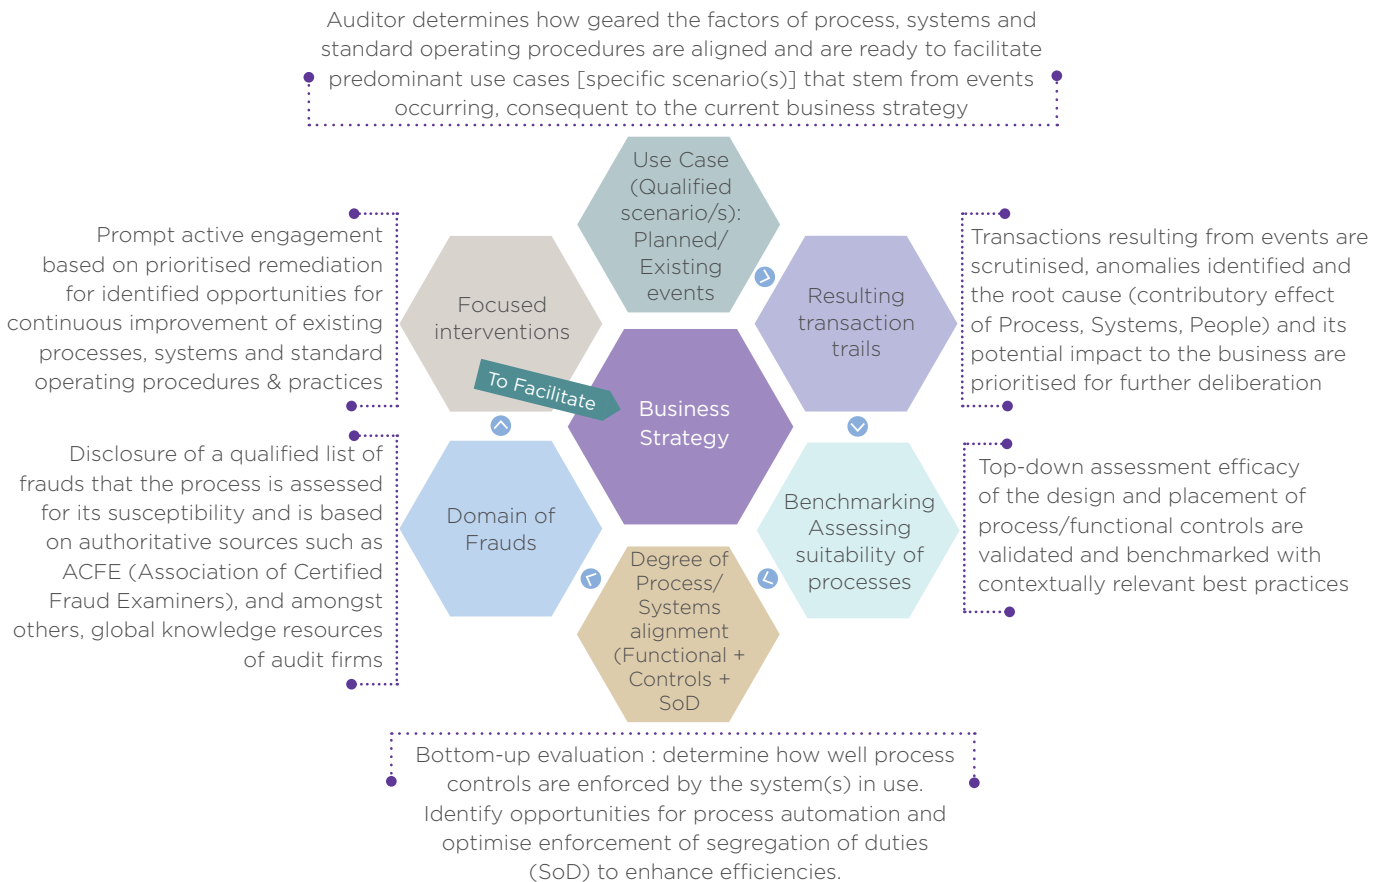 Auditor determines how geared the factors of process, systems and
standard operating procedures are aligned and are ready to facilitate
predominant use cases [specific scenario(s)] that stem from events
occurring, consequent to the current business strategy
Use Case
(Qualified
scenario/s):
Planned/
Existing
events
Resulting
transaction
trails
Transactions resulting from events are
scrutinised, anomalies identified and
the root cause (contributory effect
of Process, Systems, People) and its
potential impact to the business are
prioritised for further deliberation
Benchmarking
Assessing
suitability of
processes
Top-down assessment efficacy
of the design and placement of
process/functional controls are
validated and benchmarked with
contextually relevant best practices
Degree of
Process/
Systems
alignment
(Functional +
Controls +
SoD
Bottom-up evaluation : determine how well process
controls are enforced by the system(s) in use.
Identify opportunities for process automation and
optimise enforcement of segregation of duties
(SoD) to enhance efficiencies.
Domain of
Frauds
Disclosure of a qualified list of
frauds that the process is assessed
for its susceptibility and is based
on authoritative sources such as
ACFE (Association of Certified
Fraud Examiners), and amongst
others, global knowledge resources
of audit firms
Focused
interventions
Prompt active engagement
based on prioritised remediation
for identified opportunities for
continuous improvement of existing
processes, systems and standard
operating procedures & practices
To Facilitate
Business
Strategy